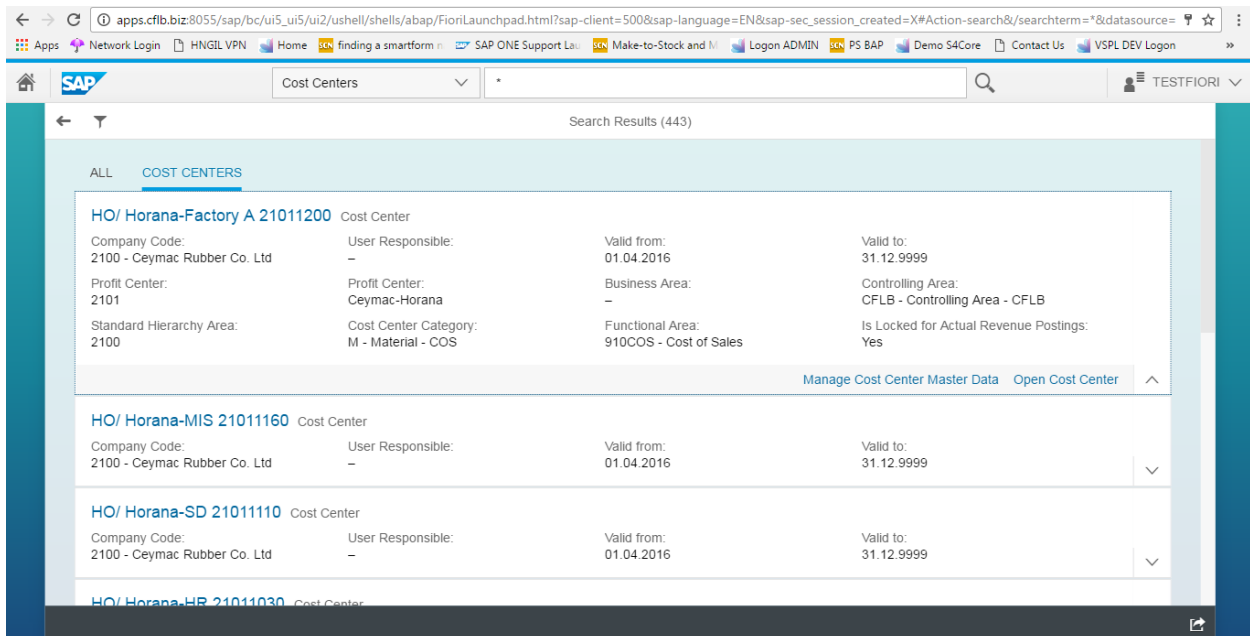 apps.cflb.biz:8055/sap/bc/ui5_ui5/ui2/ushell/shells/abap/FioriLaunchpad.html?sap-client=500&sap-language=EN&sap-sec_session_created=X#Action-search&/searchterm=*&datasource=
Apps Network Login HNGIL VPN Home SCN finding a smartform n SAP ONE Support Lau SCN Make-to-Stock and M Logon ADMIN SCN PS BAP Demo S4Core Contact Us VSPL DEV Logon »
SAP Cost Centers * TESTFIORI
Search Results (443)
ALL COST CENTERS
HO/ Horana-Factory A 21011200 Cost Center
Company Code: User Responsible: Valid from: Valid to:
2100 - Ceymac Rubber Co. Ltd – 01.04.2016 31.12.9999
Profit Center: Profit Center: Business Area: Controlling Area:
2101 Ceymac-Horana – CFLB - Controlling Area - CFLB
Standard Hierarchy Area: Cost Center Category: Functional Area: Is Locked for Actual Revenue Postings:
2100 M - Material - COS 910COS - Cost of Sales Yes
Manage Cost Center Master Data Open Cost Center
HO/ Horana-MIS 21011160 Cost Center
Company Code: User Responsible: Valid from: Valid to:
2100 - Ceymac Rubber Co. Ltd – 01.04.2016 31.12.9999
HO/ Horana-SD 21011110 Cost Center
Company Code: User Responsible: Valid from: Valid to:
2100 - Ceymac Rubber Co. Ltd – 01.04.2016 31.12.9999
HO/ Horana-HR 21011030 Cost Center